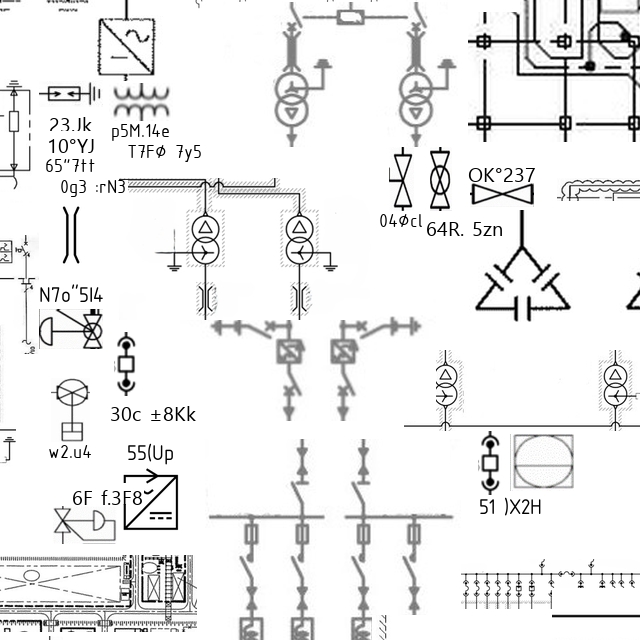 23.Jk
10°YJ
65"7tt
0g3 :rN3
p5M.14e
T7FØ 7y5
OK°237
04Øcl
64R. 5zn
N7o"5I4
30c ±8Kk
w2.u4
55(Up
6F f.3F8
51 )X2H